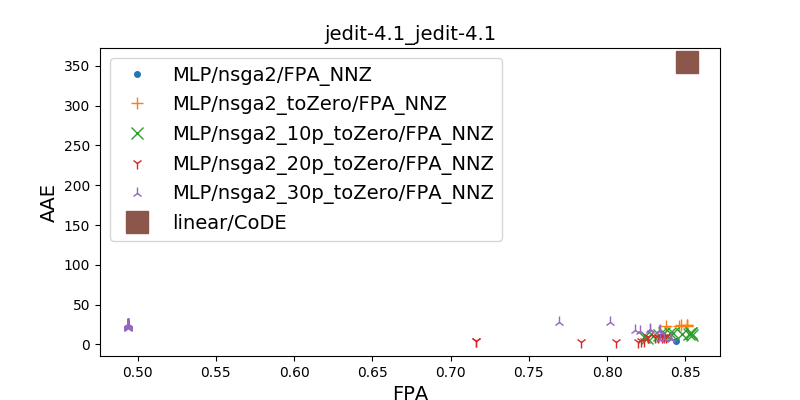 jedit-4.1_jedit-4.1
MLP/nsga2/FPA_NNZ
MLP/nsga2_toZero/FPA_NNZ
MLP/nsga2_10p_toZero/FPA_NNZ
MLP/nsga2_20p_toZero/FPA_NNZ
MLP/nsga2_30p_toZero/FPA_NNZ
linear/CoDE
AAE
350
300
250
200
150
100
50
0
0.50 0.55 0.60 0.65 0.70 0.75 0.80 0.85
FPA